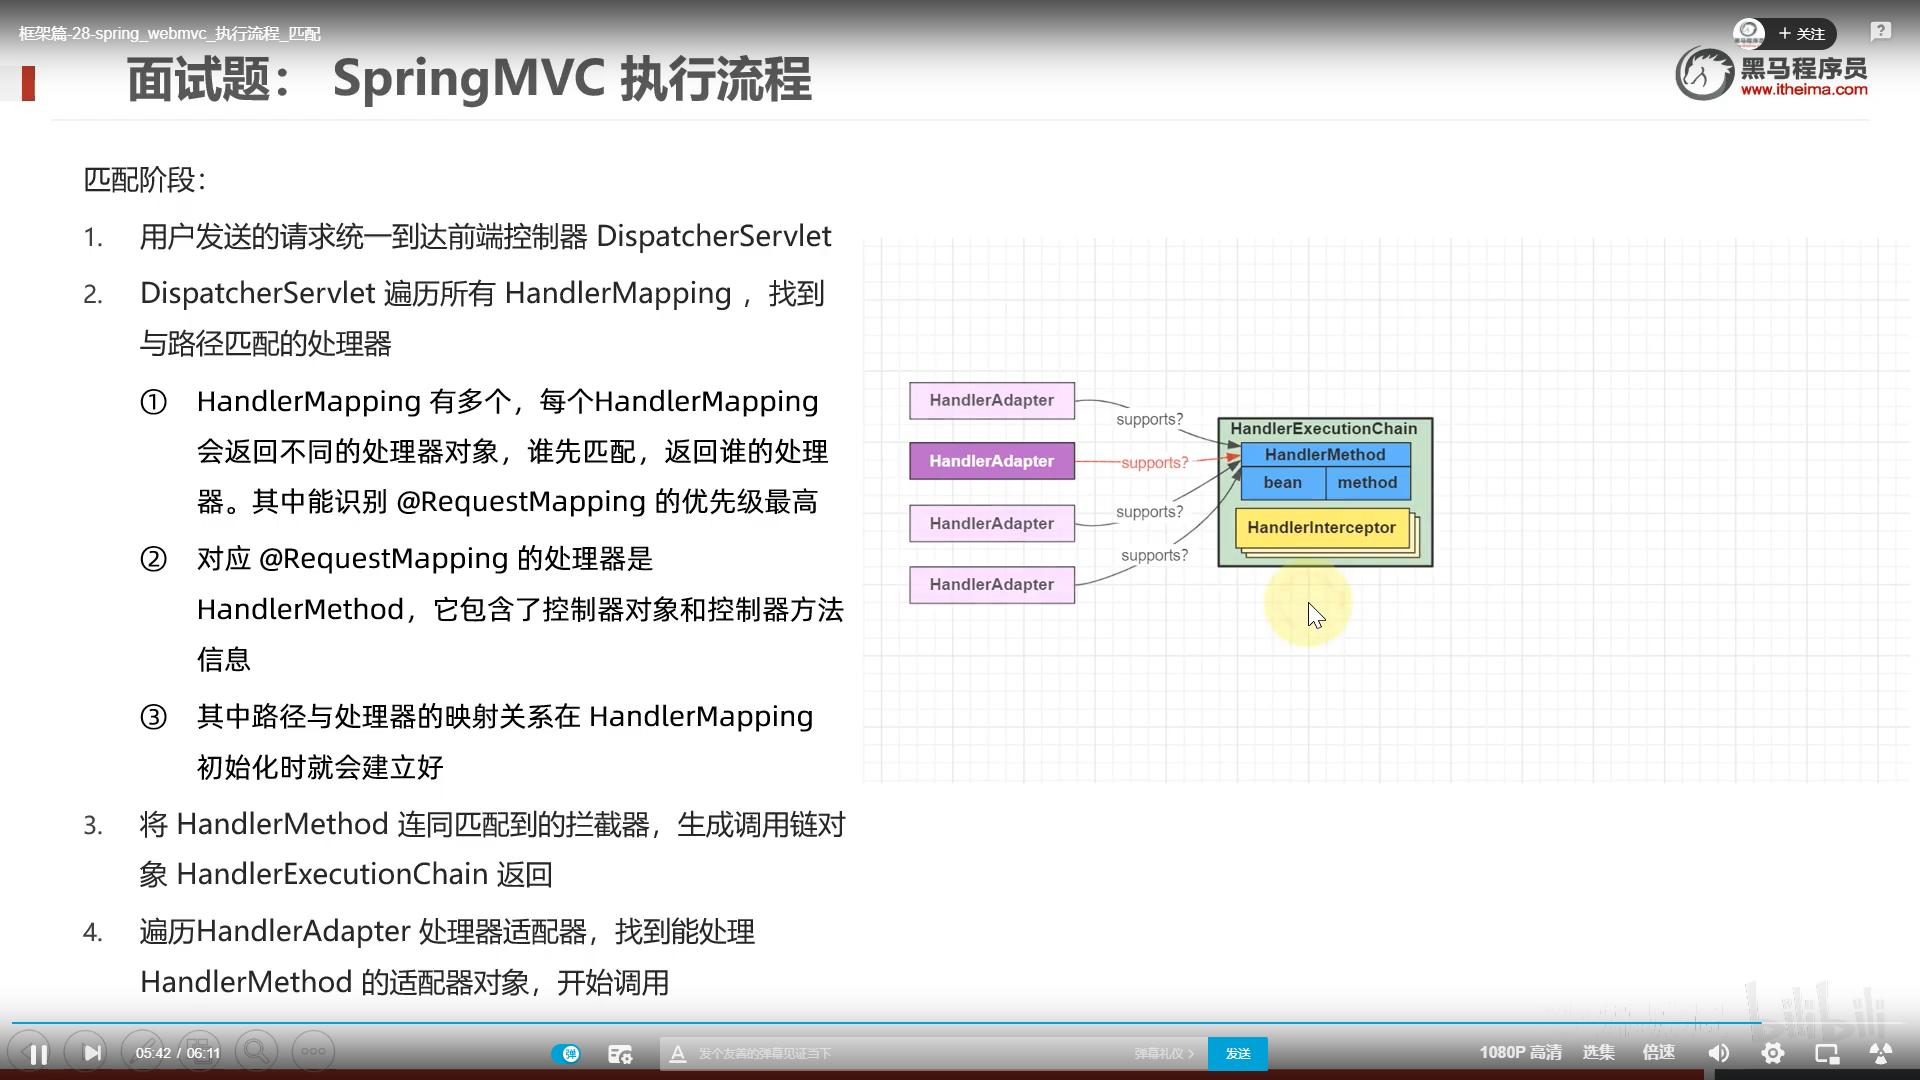 框架篇-28-spring_webmvc_执行流程_匹配
+ 关注
?
面试题： SpringMVC 执行流程
黑马程序员
www.itheima.com
匹配阶段：
1. 用户发送的请求统一到达前端控制器 DispatcherServlet
2. DispatcherServlet 遍历所有 HandlerMapping ，找到
与路径匹配的处理器
① HandlerMapping 有多个，每个HandlerMapping
会返回不同的处理器对象，谁先匹配，返回谁的处理
器。其中能识别 @RequestMapping 的优先级最高
② 对应 @RequestMapping 的处理器是
HandlerMethod，它包含了控制器对象和控制器方法
信息
③ 其中路径与处理器的映射关系在 HandlerMapping
初始化时就会建立好
3. 将 HandlerMethod 连同匹配到的拦截器，生成调用链对
象 HandlerExecutionChain 返回
4. 遍历HandlerAdapter 处理器适配器，找到能处理
HandlerMethod 的适配器对象，开始调用
HandlerAdapter
supports?
HandlerAdapter
supports?
HandlerAdapter
supports?
HandlerAdapter
supports?
HandlerExecutionChain
HandlerMethod
bean method
HandlerInterceptor
bilibili
05:42 / 06:11
弹
A 发个友善的弹幕见证当下
弹幕礼仪 >
发送
1080P 高清 选集 倍速